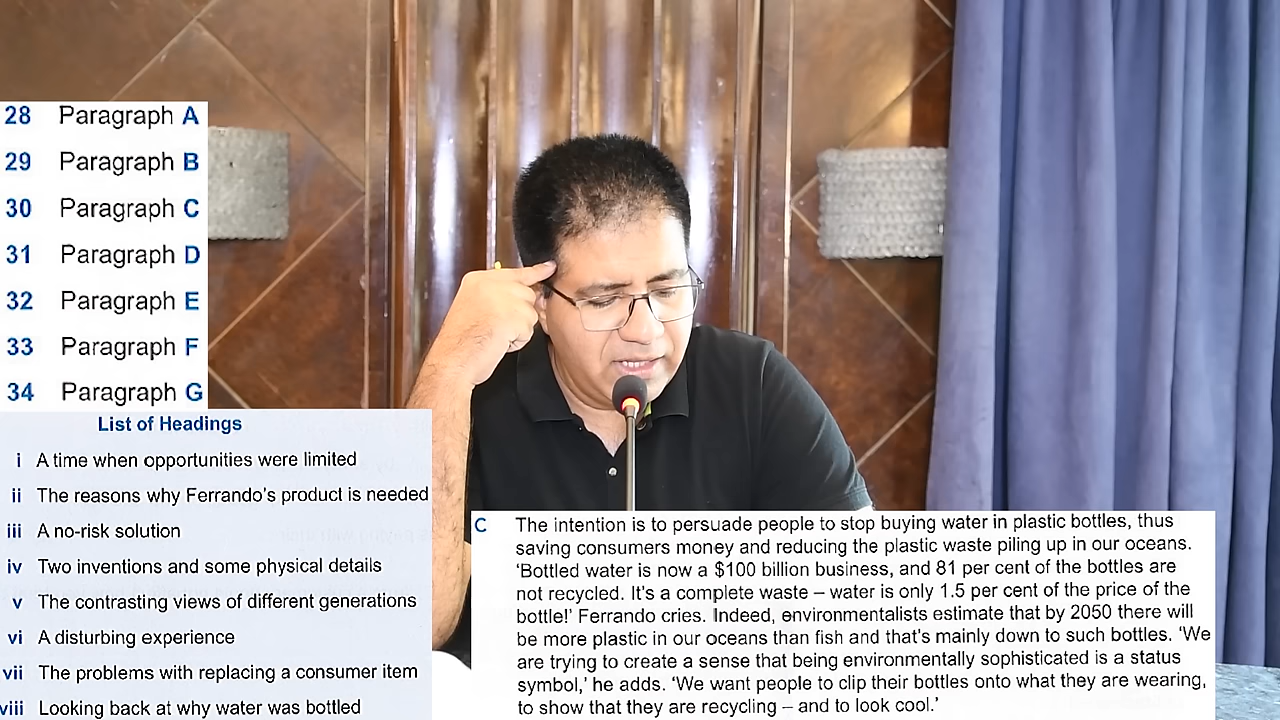 28 Paragraph A
29 Paragraph B
30 Paragraph C
31 Paragraph D
32 Paragraph E
33 Paragraph F
34 Paragraph G
List of Headings
i A time when opportunities were limited
ii The reasons why Ferrando's product is needed
iii A no-risk solution
iv Two inventions and some physical details
v The contrasting views of different generations
vi A disturbing experience
vii The problems with replacing a consumer item
viii Looking back at why water was bottled
C The intention is to persuade people to stop buying water in plastic bottles, thus
saving consumers money and reducing the plastic waste piling up in our oceans.
‘Bottled water is now a $100 billion business, and 81 per cent of the bottles are
not recycled. It's a complete waste – water is only 1.5 per cent of the price of the
bottle!’ Ferrando cries. Indeed, environmentalists estimate that by 2050 there will
be more plastic in our oceans than fish and that's mainly down to such bottles. ‘We
are trying to create a sense that being environmentally sophisticated is a status
symbol,’ he adds. ‘We want people to clip their bottles onto what they are wearing,
to show that they are recycling – and to look cool.’